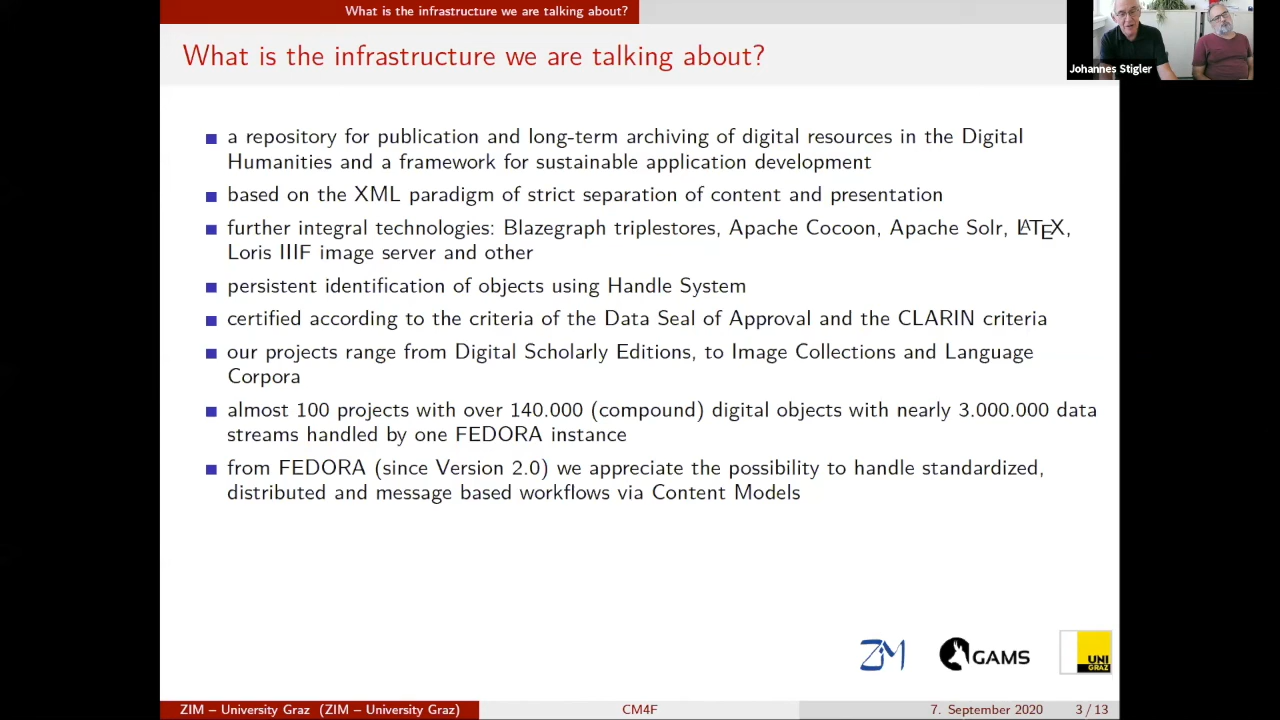 What is the infrastructure we are talking about?
What is the infrastructure we are talking about?
Johannes Stigler
a repository for publication and long-term archiving of digital resources in the Digital
Humanities and a framework for sustainable application development
based on the XML paradigm of strict separation of content and presentation
further integral technologies: Blazegraph triplestores, Apache Cocoon, Apache Solr, LATEX,
Loris IIIF image server and other
persistent identification of objects using Handle System
certified according to the criteria of the Data Seal of Approval and the CLARIN criteria
our projects range from Digital Scholarly Editions, to Image Collections and Language
Corpora
almost 100 projects with over 140.000 (compound) digital objects with nearly 3.000.000 data
streams handled by one FEDORA instance
from FEDORA (since Version 2.0) we appreciate the possibility to handle standardized,
distributed and message based workflows via Content Models
ZIM
GAMS
UNI
GRAZ
ZIM – University Graz (ZIM – University Graz)
CM4F
7. September 2020
3 / 13